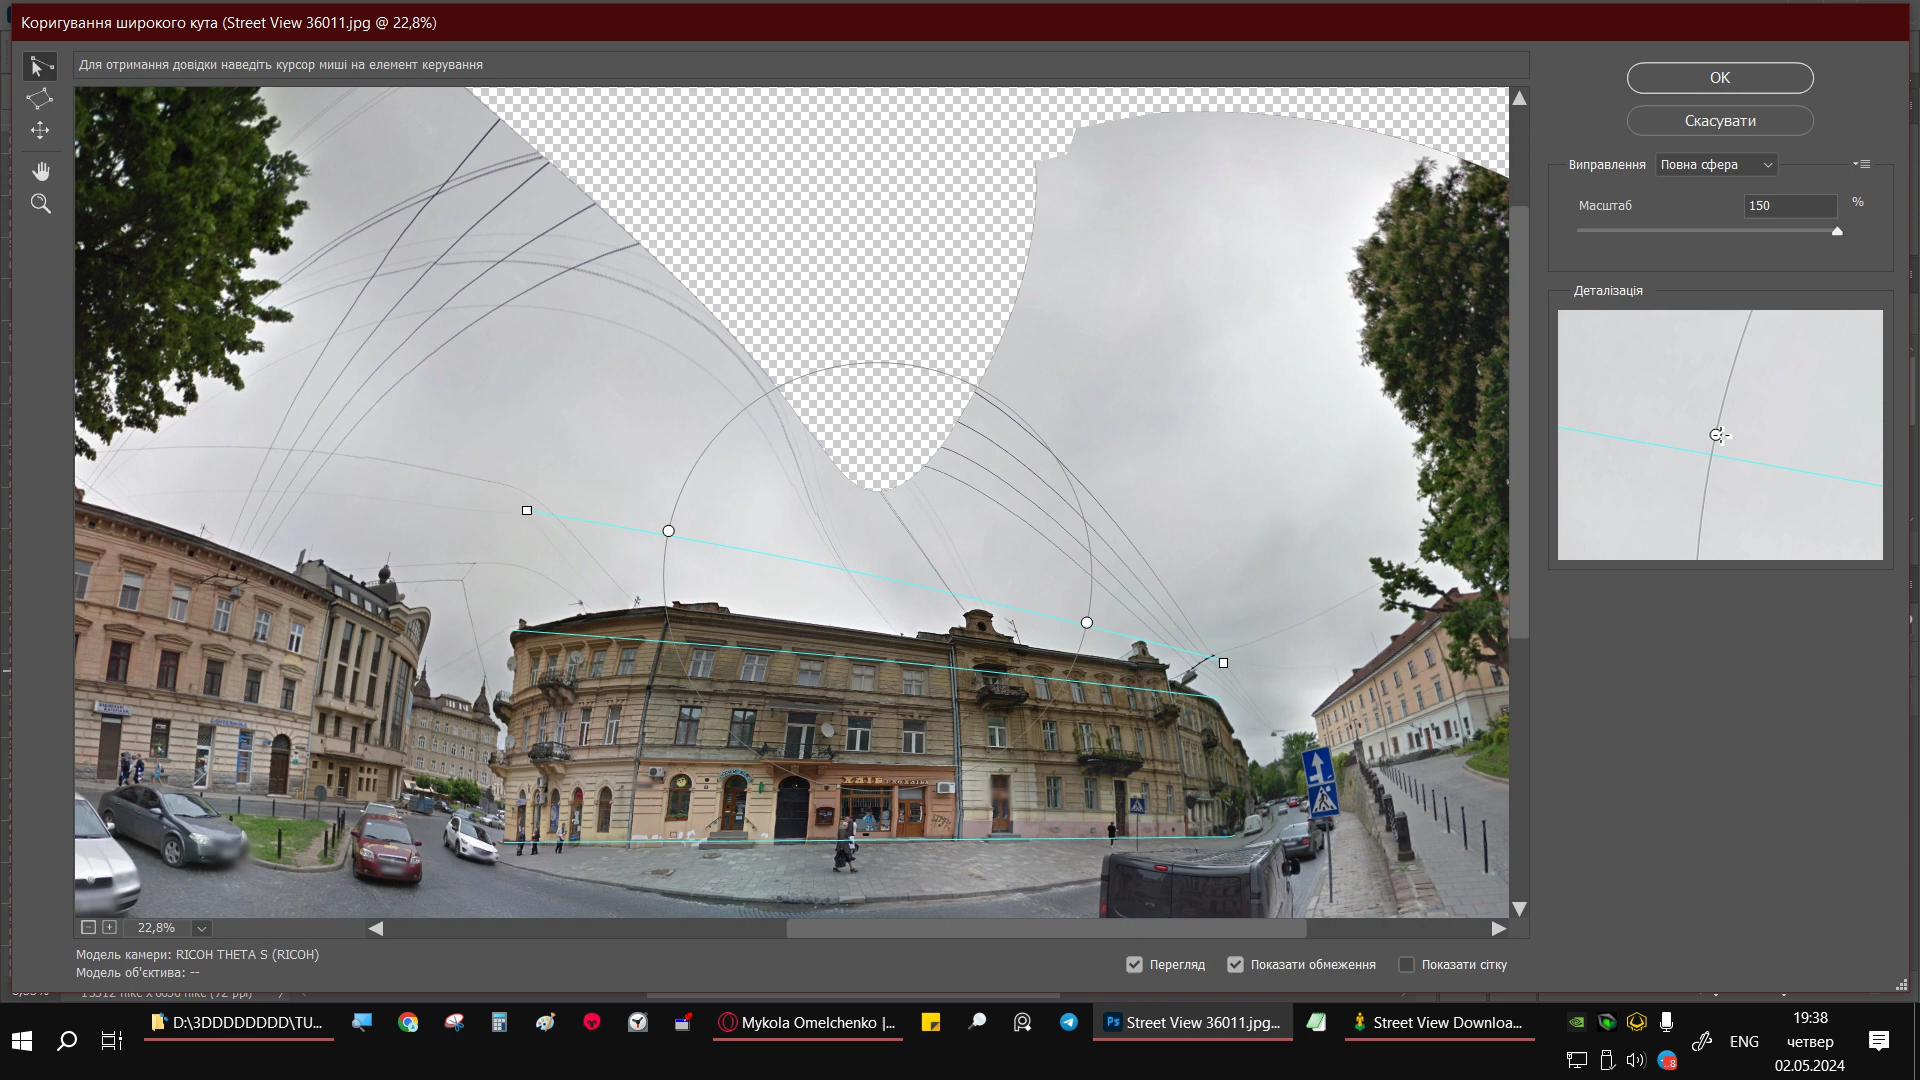 Коригування широкого кута (Street View 36011.jpg @ 22,8%)
Для отримання довідки наведіть курсор миші на елемент керування
OK
Скасувати
Виправлення
Повна сфера
Масштаб
150
%
Деталізація
ХЛІБ
22,8%
Модель камери: RICOH THETA S (RICOH)
Модель об'єктива: --
Перегляд
Показати обмеження
Показати сітку
D:\3DDDDDDDD\TU...
Mykola Omelchenko |...
Ps
Street View 36011.jpg...
Street View Downloa...
19:38
ENG
четвер
02.05.2024